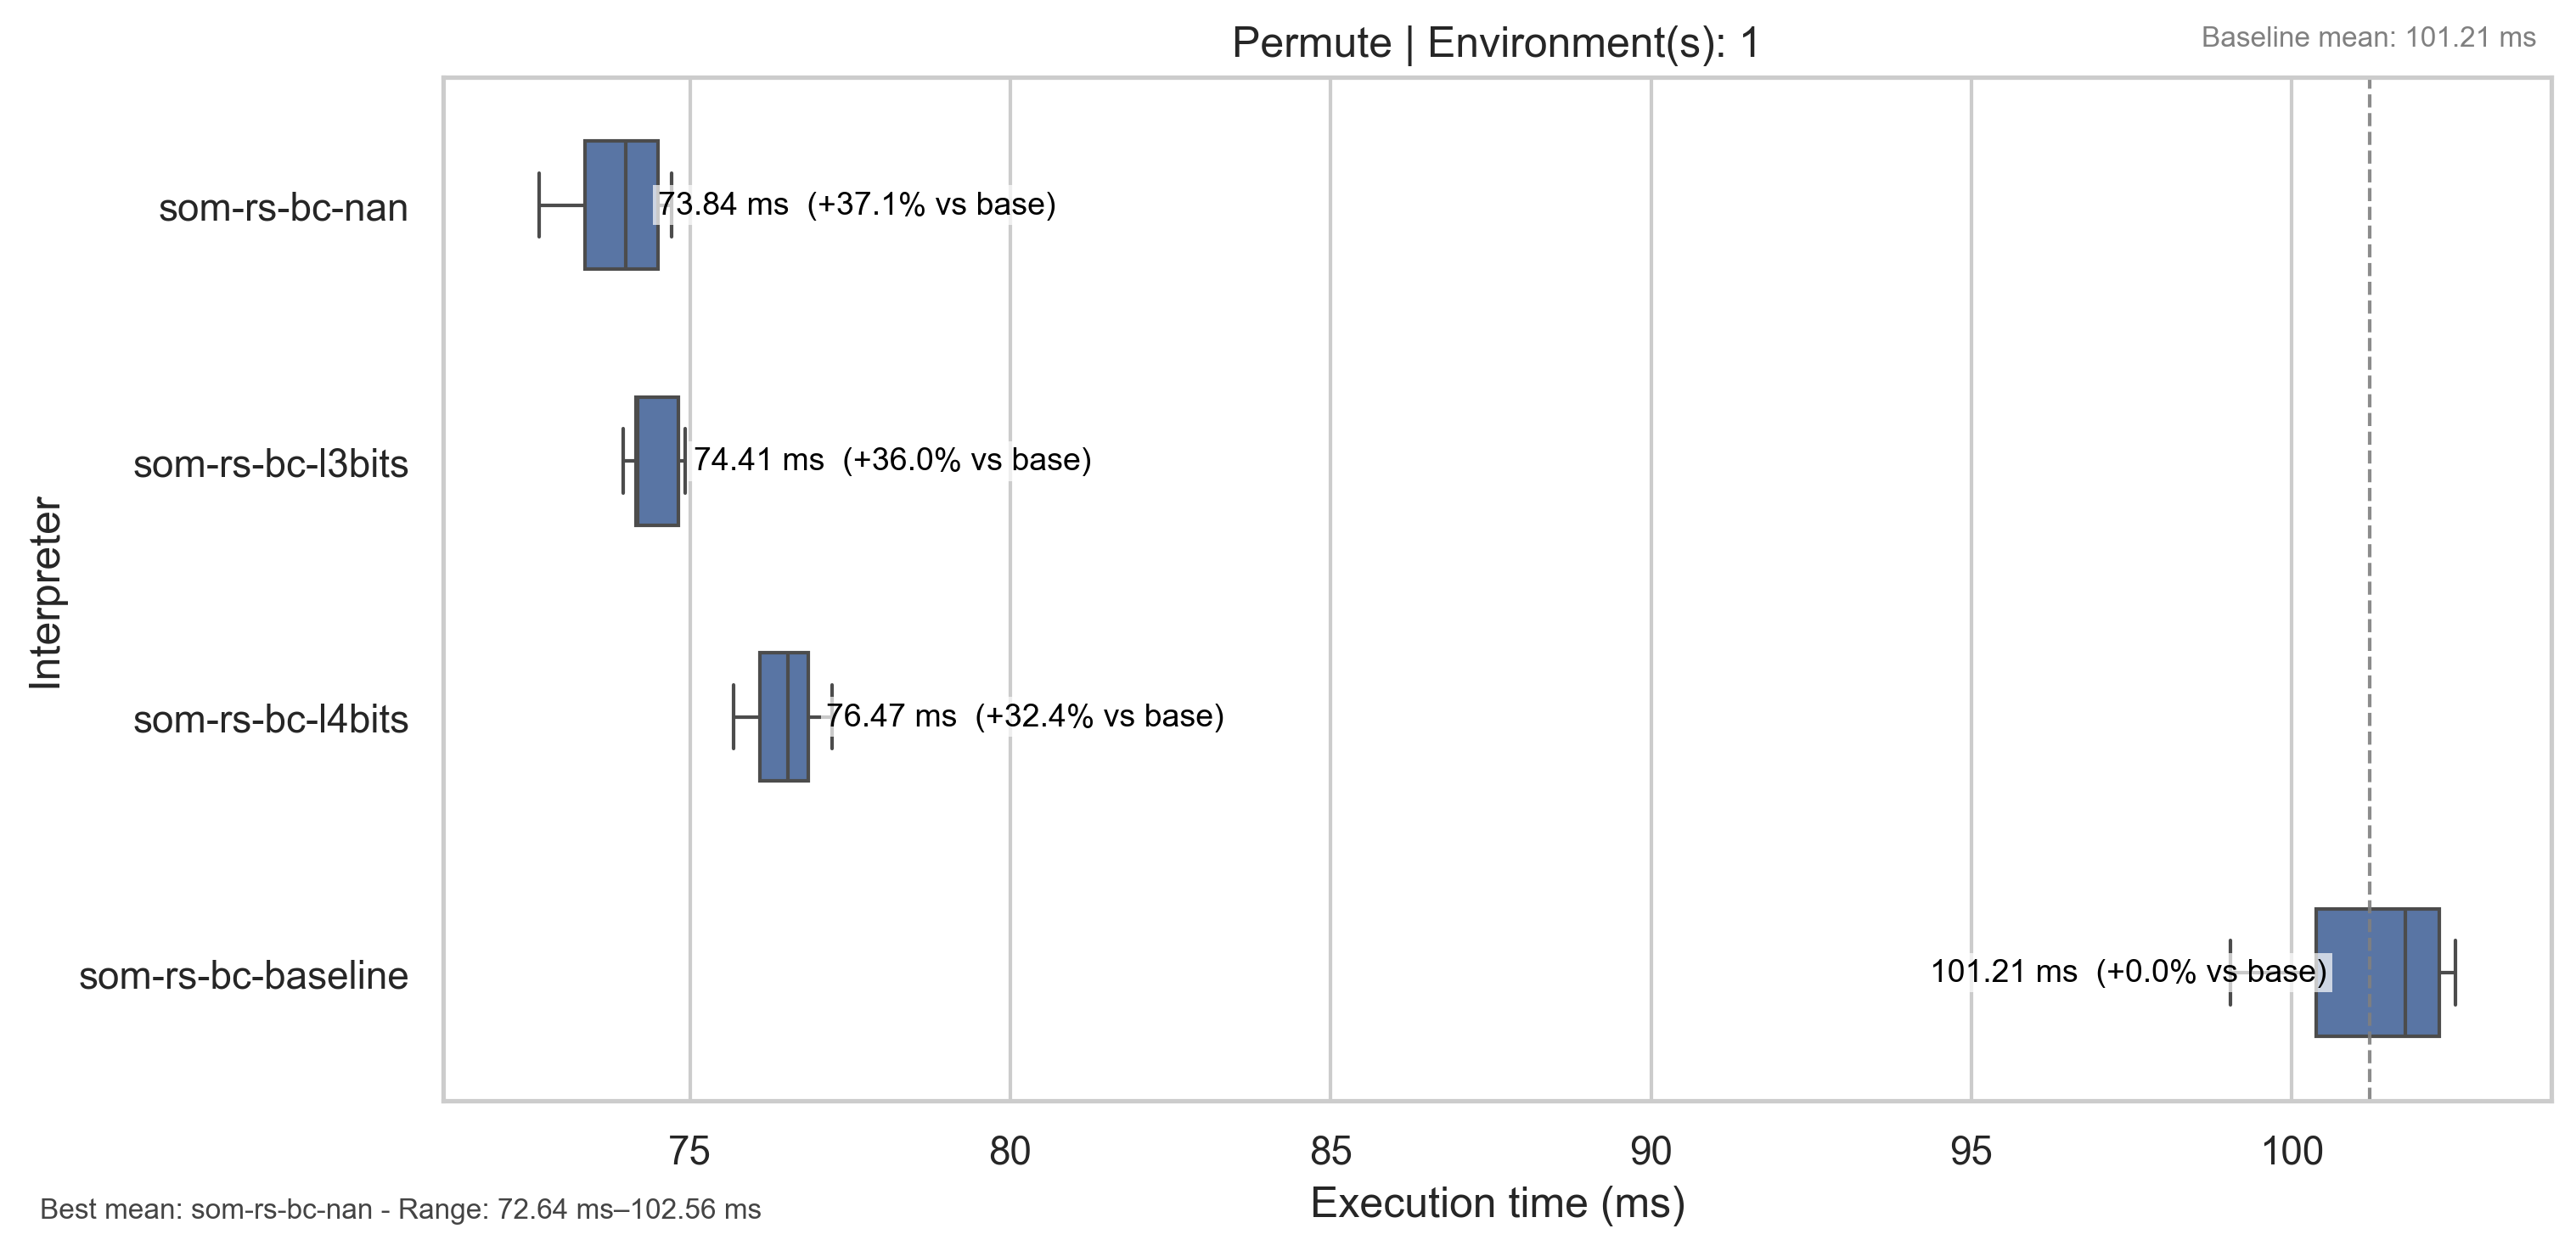 Permute | Environment(s): 1
Baseline mean: 101.21 ms
som-rs-bc-nan
73.84 ms  (+37.1% vs base)
som-rs-bc-l3bits
74.41 ms  (+36.0% vs base)
Interpreter
som-rs-bc-l4bits
76.47 ms  (+32.4% vs base)
som-rs-bc-baseline
101.21 ms  (+0.0% vs base)
75 80 85 90 95 100
Execution time (ms)
Best mean: som-rs-bc-nan - Range: 72.64 ms–102.56 ms